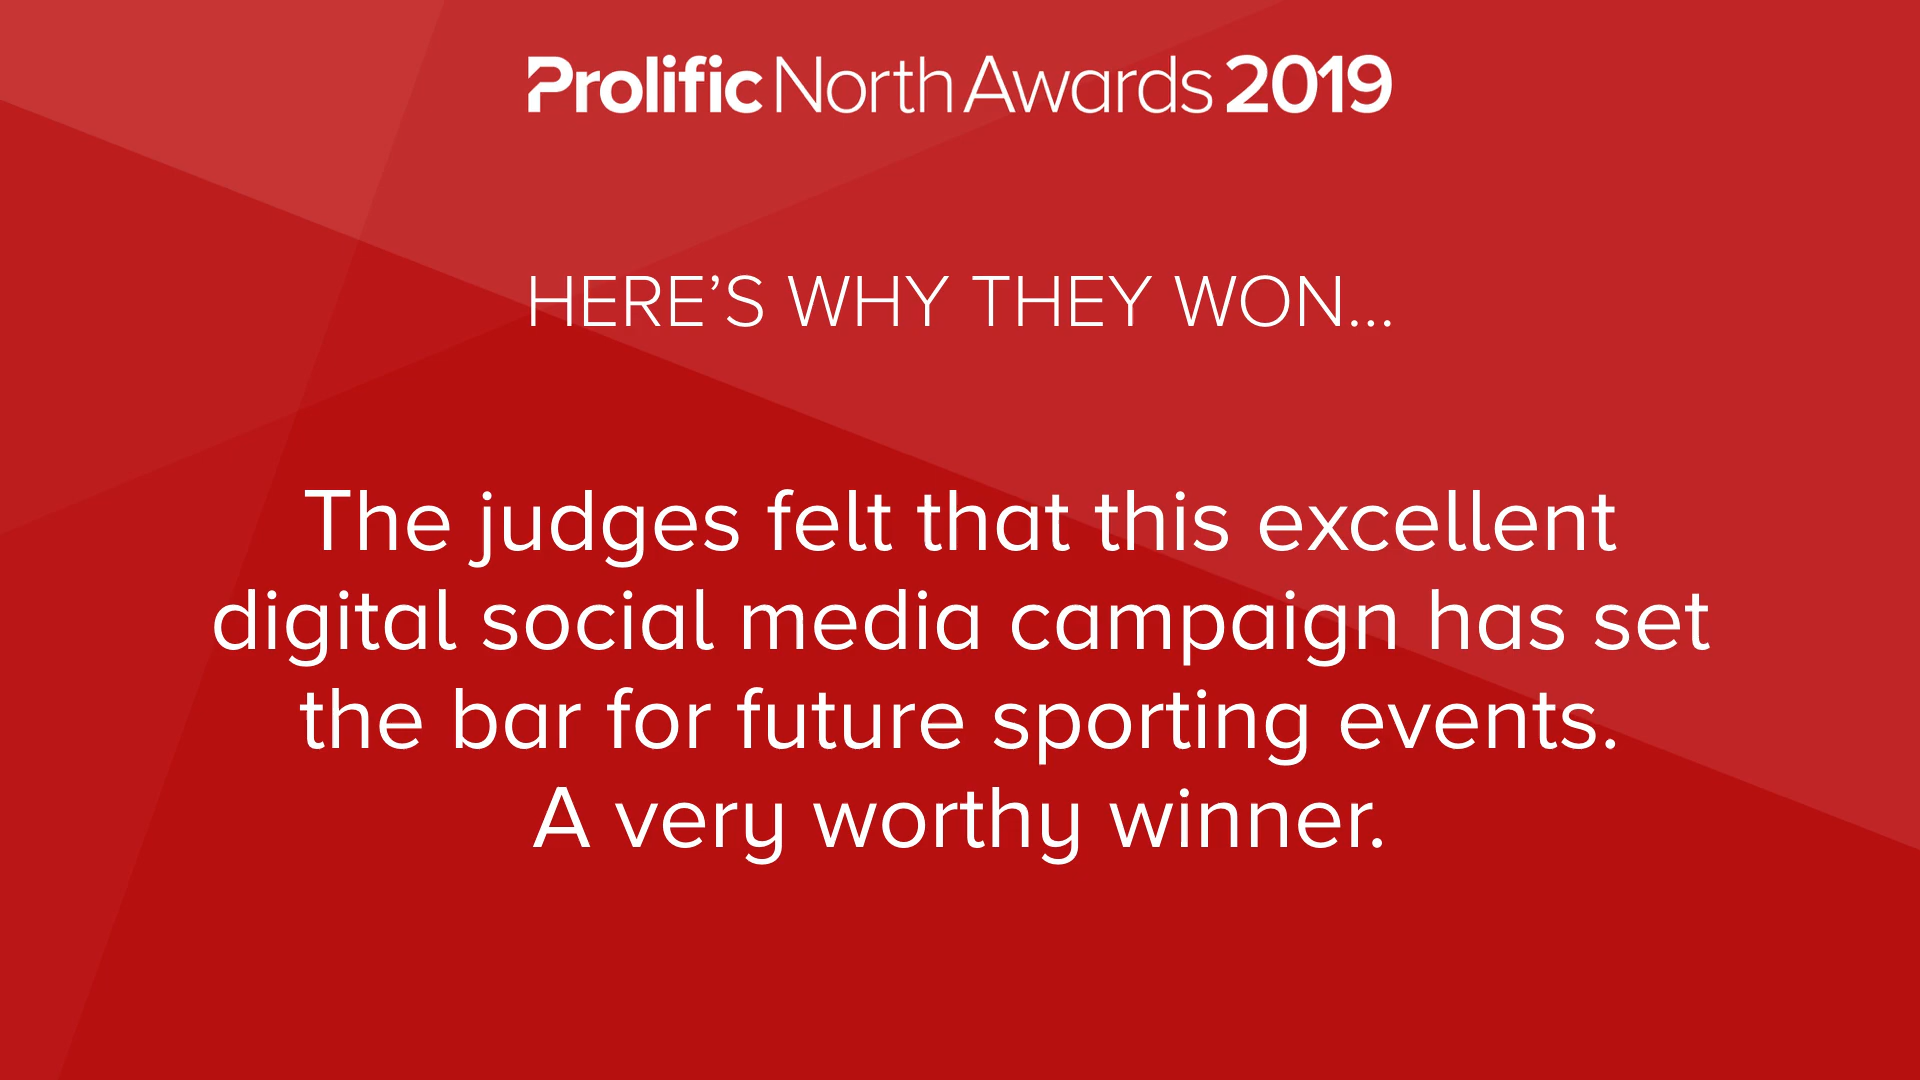 Prolific North Awards 2019
HERE’S WHY THEY WON...
The judges felt that this excellent
digital social media campaign has set
the bar for future sporting events.
A very worthy winner.